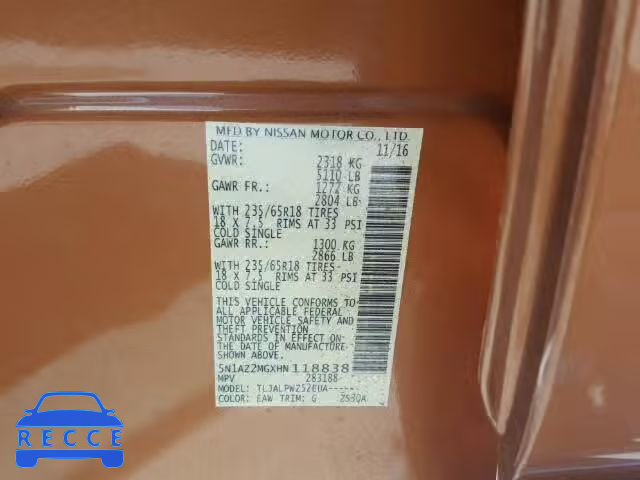 MFD BY NISSAN MOTOR CO., LTD.
DATE: 11/16
GVWR: 2318 KG
5110 LB
GAWR FR.: 1272 KG
2804 LB
WITH 235/65R18 TIRES
18 X 7.5 RIMS AT 33 PSI
COLD SINGLE
GAWR RR.: 1300 KG
2866 LB
WITH 235/65R18 TIRES
18 X 7.5 RIMS AT 33 PSI
COLD SINGLE
THIS VEHICLE CONFORMS TO
ALL APPLICABLE FEDERAL
MOTOR VEHICLE SAFETY AND
THEFT PREVENTION
STANDARDS IN EFFECT ON
THE DATE OF MANUFACTURE
SHOWN ABOVE.
5N1AZ2MGXHN 118838
MPV 283188
MODEL:
COLOR: EAW TRIM: G
RECCE